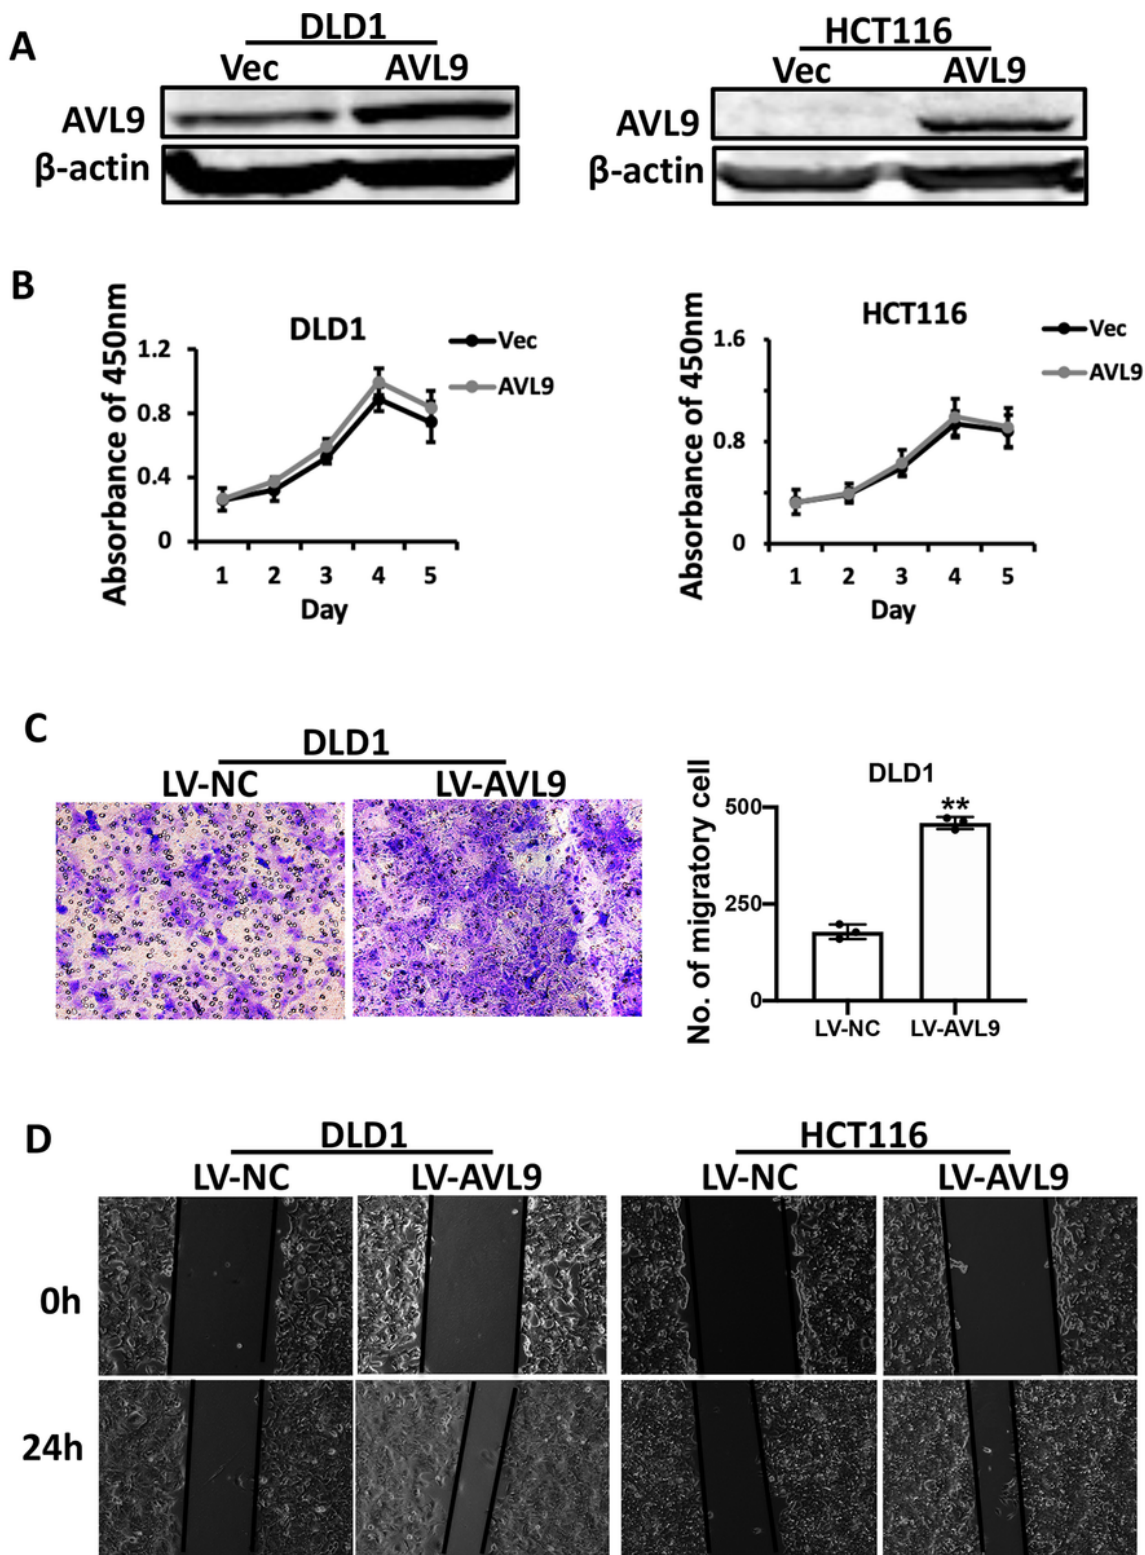 A
DLD1
Vec AVL9
AVL9
β-actin
HCT116
Vec AVL9
AVL9
β-actin
B
DLD1
Absorbance of 450nm
1.2
0.8
0.4
0
1 2 3 4 5
Day
Vec
AVL9
HCT116
Absorbance of 450nm
1.6
0.8
0
1 2 3 4 5
Day
Vec
AVL9
C
DLD1
LV-NC LV-AVL9
DLD1
No. of migratory cell
500
250
0
**
LV-NC LV-AVL9
D
DLD1 HCT116
LV-NC LV-AVL9 LV-NC LV-AVL9
0h
24h